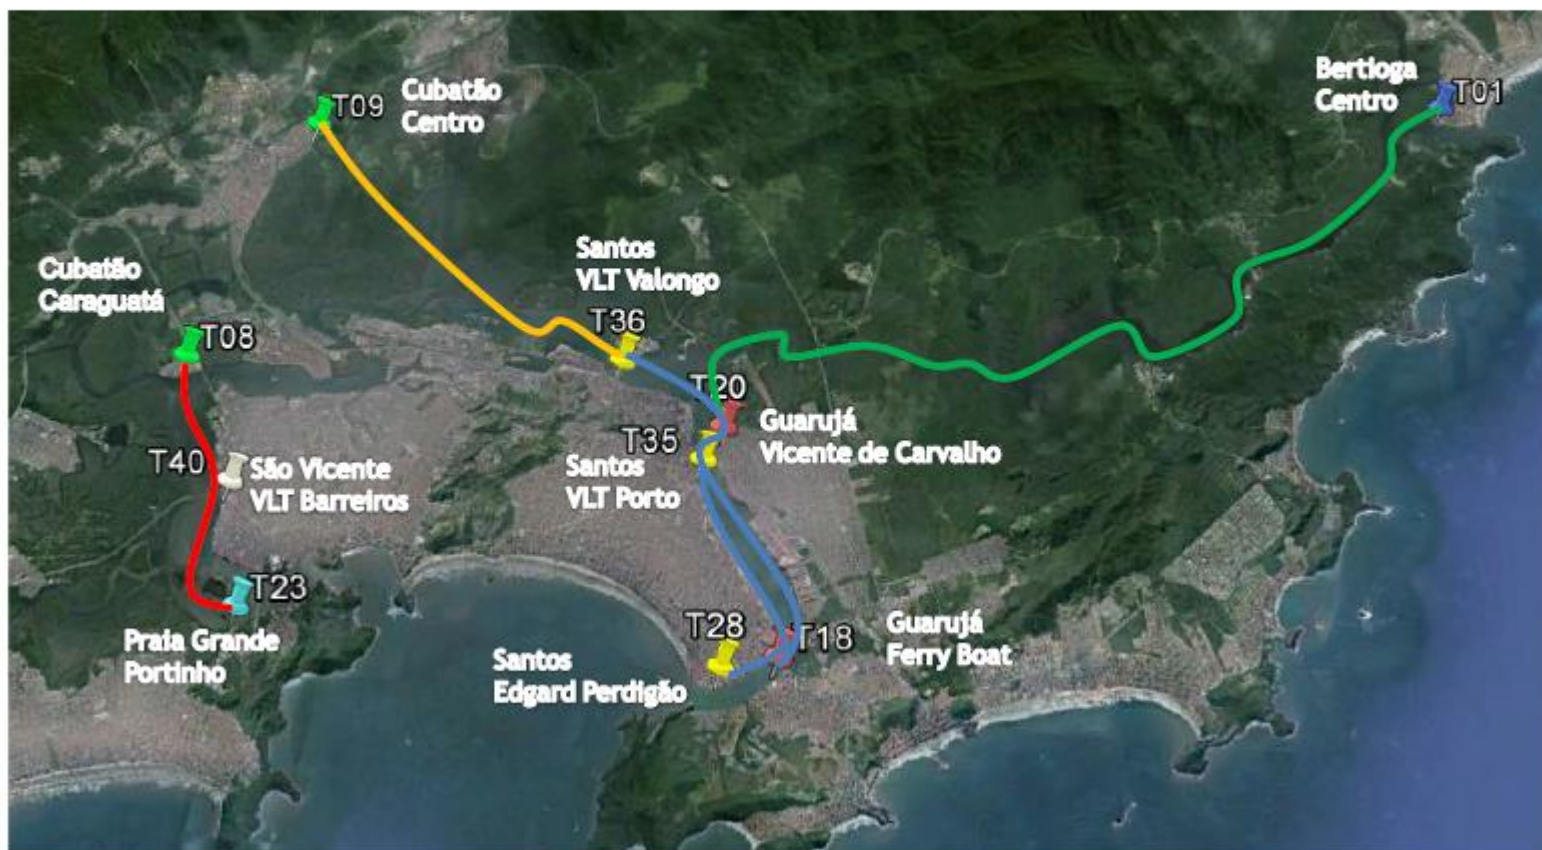 Bertioga
Centro
T01
T09
Cubatão
Centro
Santos
VLT Valongo
T36
Cubatão
Caraguatá
T08
T20
Guarujá
Vicente de Carvalho
T35
Santos
VLT Porto
T40
São Vicente
VLT Barreiros
T23
Praia Grande
Portinho
T28
Santos
Edgard Perdigão
T18
Guarujá
Ferry Boat